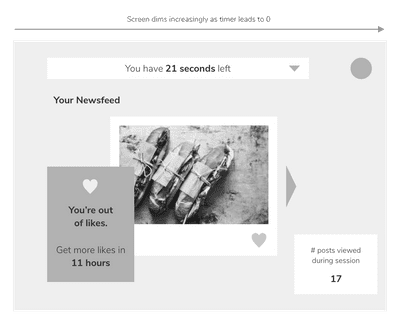 Screen dims increasingly as timer leads to 0
You have 21 seconds left
Your Newsfeed
You're out
of likes.
Get more likes in
11 hours
# posts viewed
during session
17